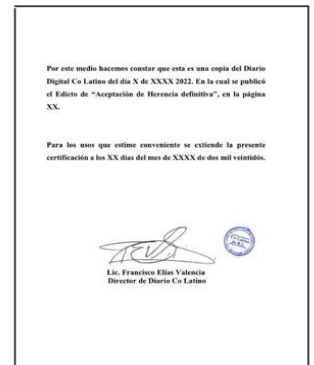 Por este medio hacemos constar que esta es una copia del Diario
Digital Co Latino del día X de XXXX 2022. En la cual se publicó
el Edicto de “Aceptación de Herencia definitiva”, en la página
XX.
Para los usos que estime conveniente se extiende la presente
certificación a los XX días del mes de XXXX de dos mil veintidós.
Lic. Francisco Elías Valencia
Director de Diario Co Latino